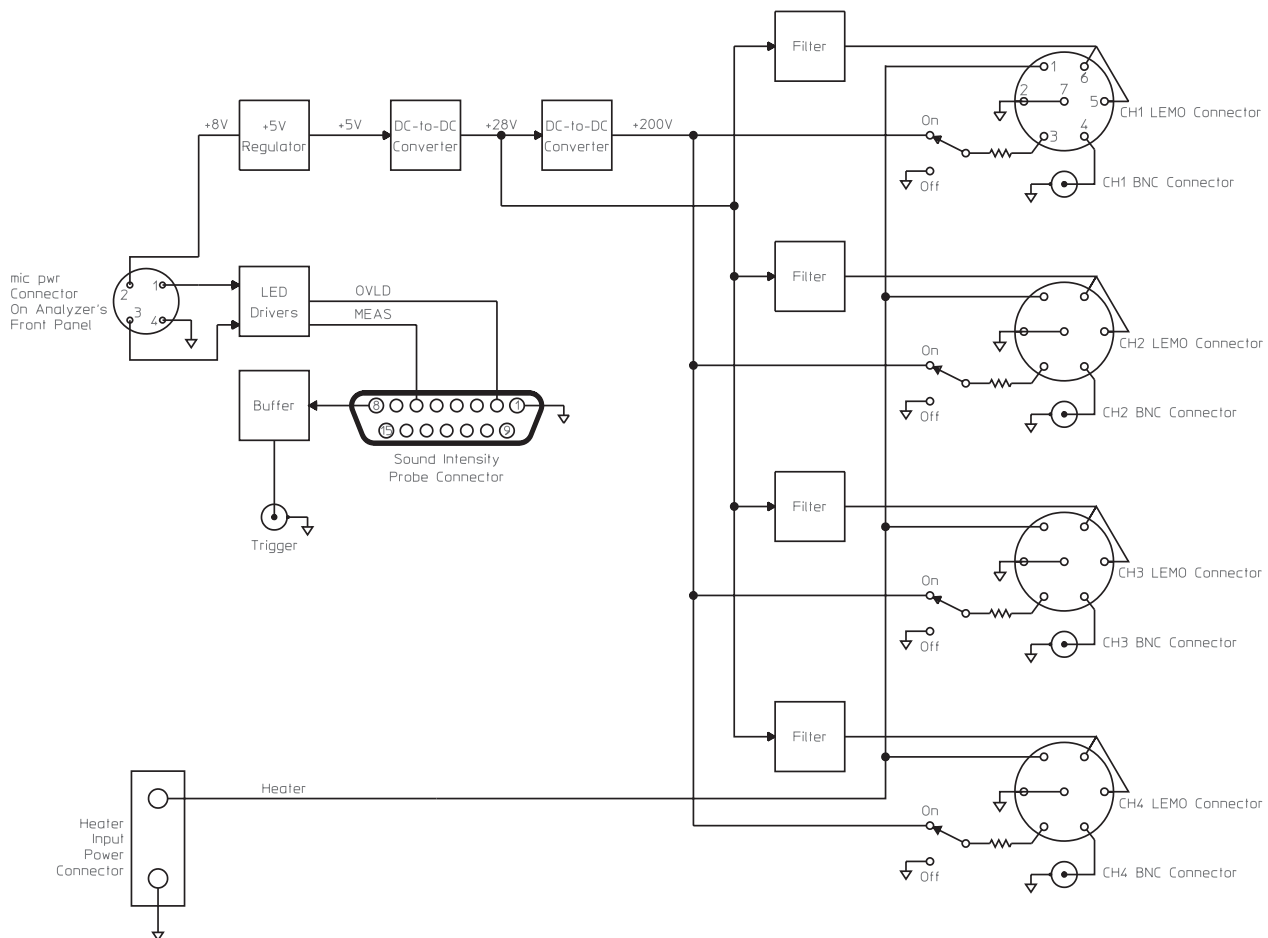 Filter
1
6
2
7
5
CH1 LEMO Connector
3
4
On
Off
CH1 BNC Connector
+8V
+5V
Regulator
+5V
DC-to-DC
Converter
+28V
DC-to-DC
Converter
+200V
mic pwr
Connector
On Analyzer's
Front Panel
2
1
3
4
LED
Drivers
OVLD
MEAS
Filter
CH2 LEMO Connector
On
Off
CH2 BNC Connector
Buffer
8
1
15
9
Sound Intensity
Probe Connector
Trigger
Filter
CH3 LEMO Connector
On
Off
CH3 BNC Connector
Filter
CH4 LEMO Connector
On
Off
CH4 BNC Connector
Heater
Heater
Input
Power
Connector